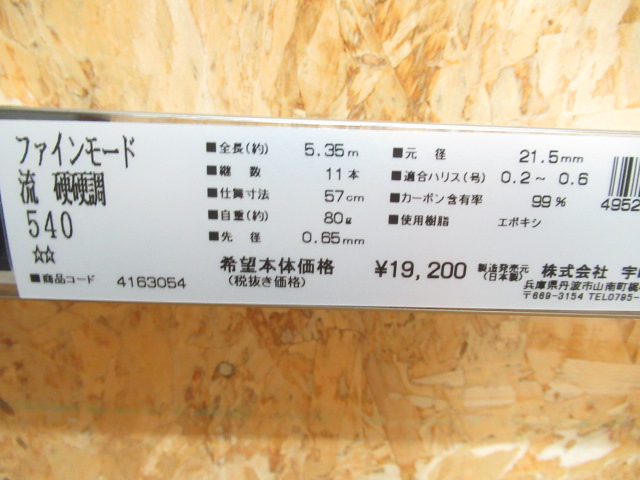 ファインモード
流 硬硬調
540
☆☆
■商品コード 4163054
■全長(約) 5.35m
■継数 11本
■仕舞寸法 57cm
■自重(約) 80g
■先径 0.65mm
■元径 21.5mm
■適合ハリス(号) 0.2～0.6
■カーボン含有率 99%
■使用樹脂 エポキシ
希望本体価格 ¥19,200
(税抜き価格)
製造発売元 株式会社
(日本製)
兵庫県丹波市山南町梶
〒669-3154 TEL0795-
4952